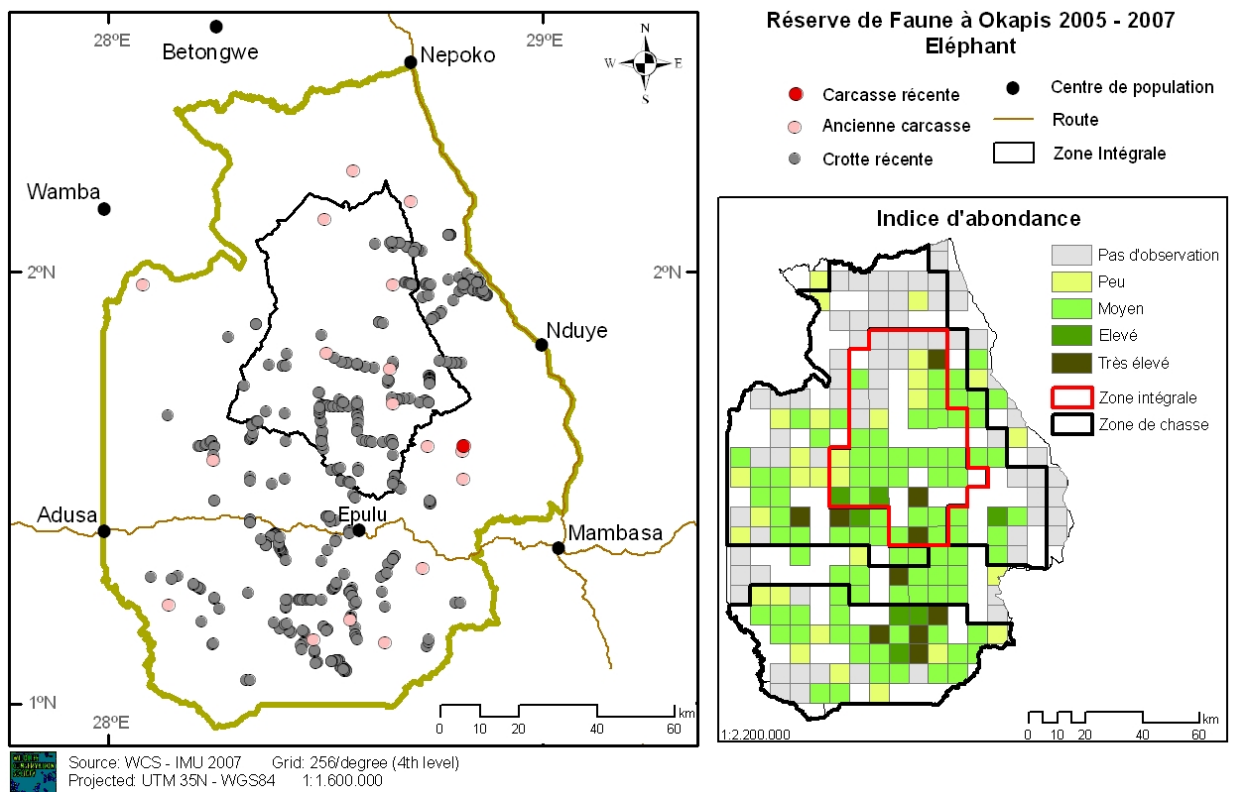 Réserve de Faune à Okapis 2005 - 2007
Eléphant
Carcasse récente
Ancienne carcasse
Crotte récente
Centre de population
Route
Zone Intégrale
28ºE
29ºE
Betongwe
Nepoko
N
W
E
S
Wamba
2ºN
2ºN
Nduye
Adusa
Epulu
Mambasa
1ºN
28ºE
km
0 10 20 40 60
Indice d'abondance
Pas d'observation
Peu
Moyen
Elevé
Très élevé
Zone intégrale
Zone de chasse
1:2.200.000
km
0 10 20 40 60
Source: WCS - IMU 2007 Grid: 256/degree (4th level)
Projected: UTM 35N - WGS84 1:1.600.000